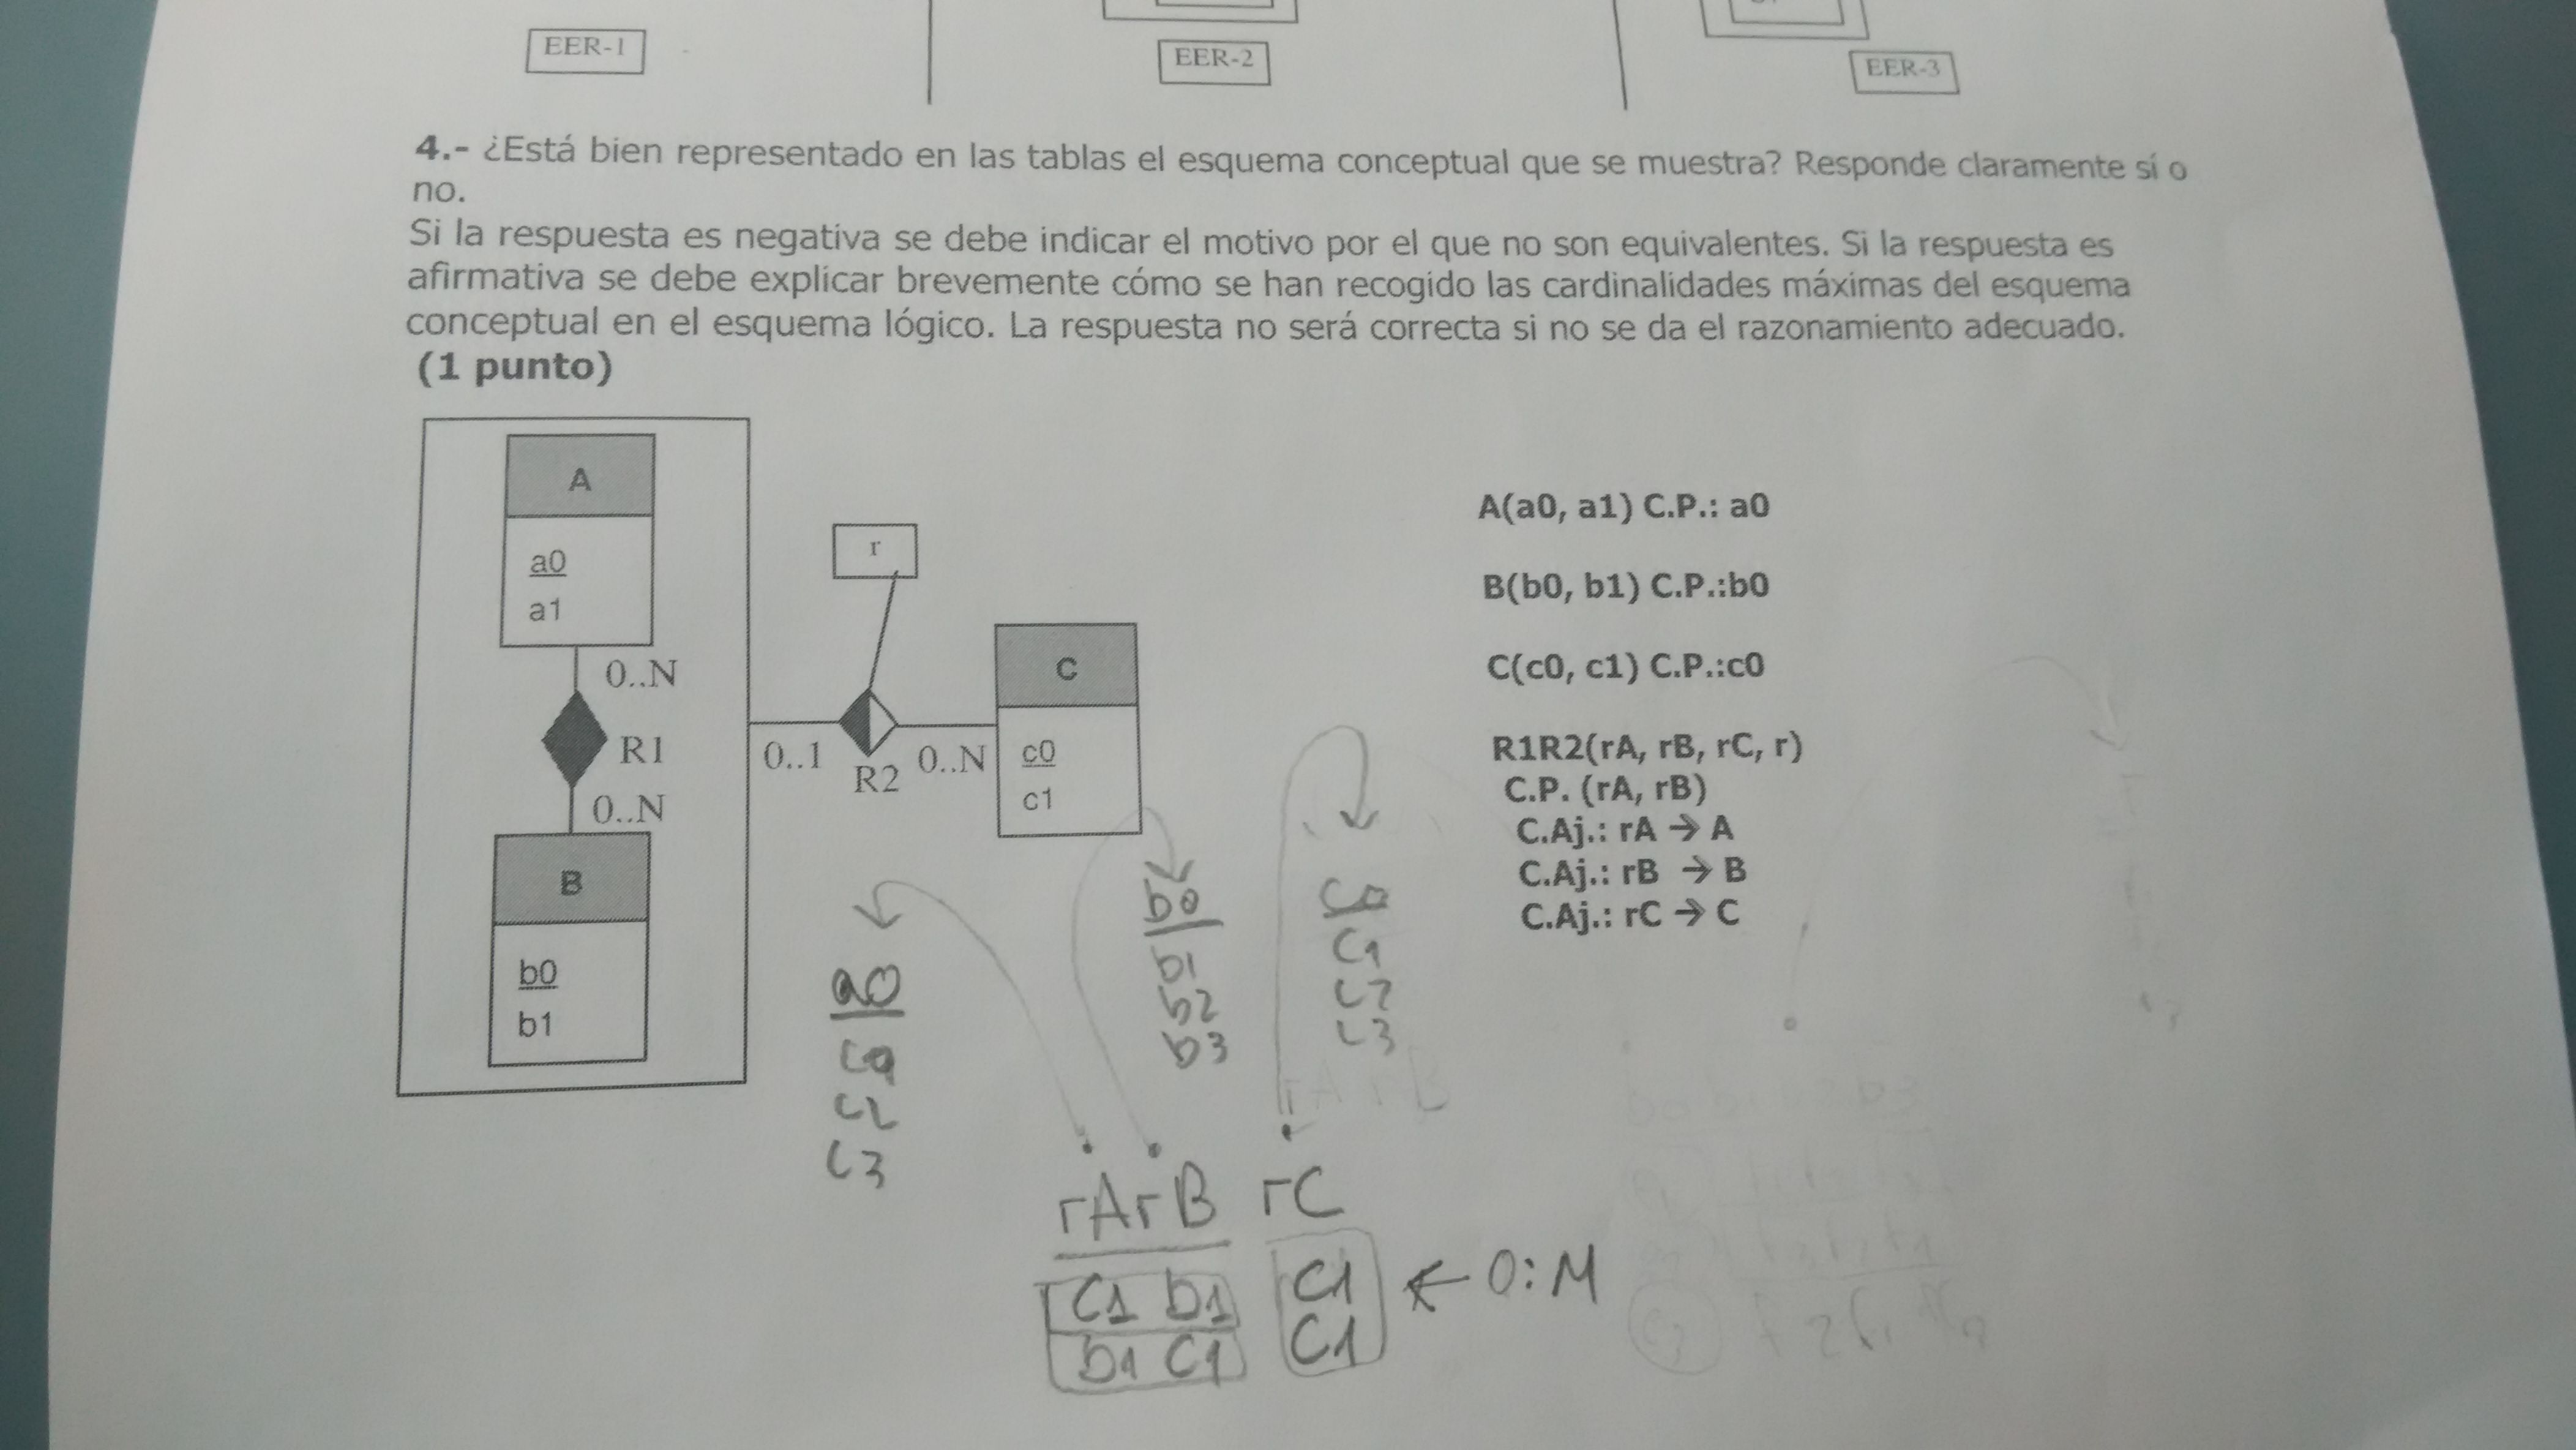 EER-1
EER-2
EER-3
4.- ¿Está bien representado en las tablas el esquema conceptual que se muestra? Responde claramente sí o
no.
Si la respuesta es negativa se debe indicar el motivo por el que no son equivalentes. Si la respuesta es
afirmativa se debe explicar brevemente cómo se han recogido las cardinalidades máximas del esquema
conceptual en el esquema lógico. La respuesta no será correcta si no se da el razonamiento adecuado.
(1 punto)
A
a0
a1
0..N
R1
0..N
B
b0
b1
r
0..1
R2
0..N
C
c0
c1
A(a0, a1) C.P.: a0
B(b0, b1) C.P.:b0
C(c0, c1) C.P.:c0
R1R2(rA, rB, rC, r)
C.P. (rA, rB)
C.Aj.: rA → A
C.Aj.: rB → B
C.Aj.: rC → C
a0
c2
c3
b0
b1
b2
b3
c1
c2
c3
rA rB rC
C1 b1 C1 ← 0:M
b1 C1 C1